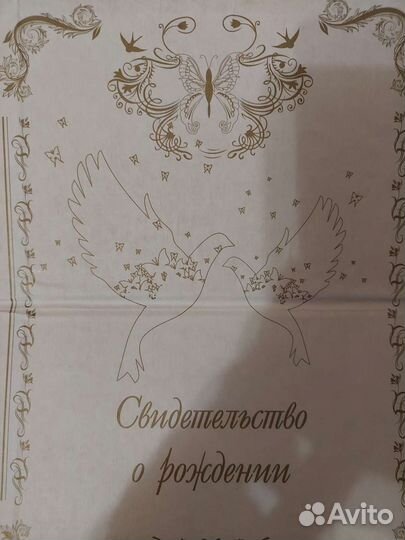 Свидетельство
о рождении
Avito